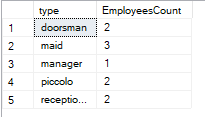 type EmployeesCount
1 doorsman 2
2 maid 3
3 manager 1
4 piccolo 2
5 receptio... 2